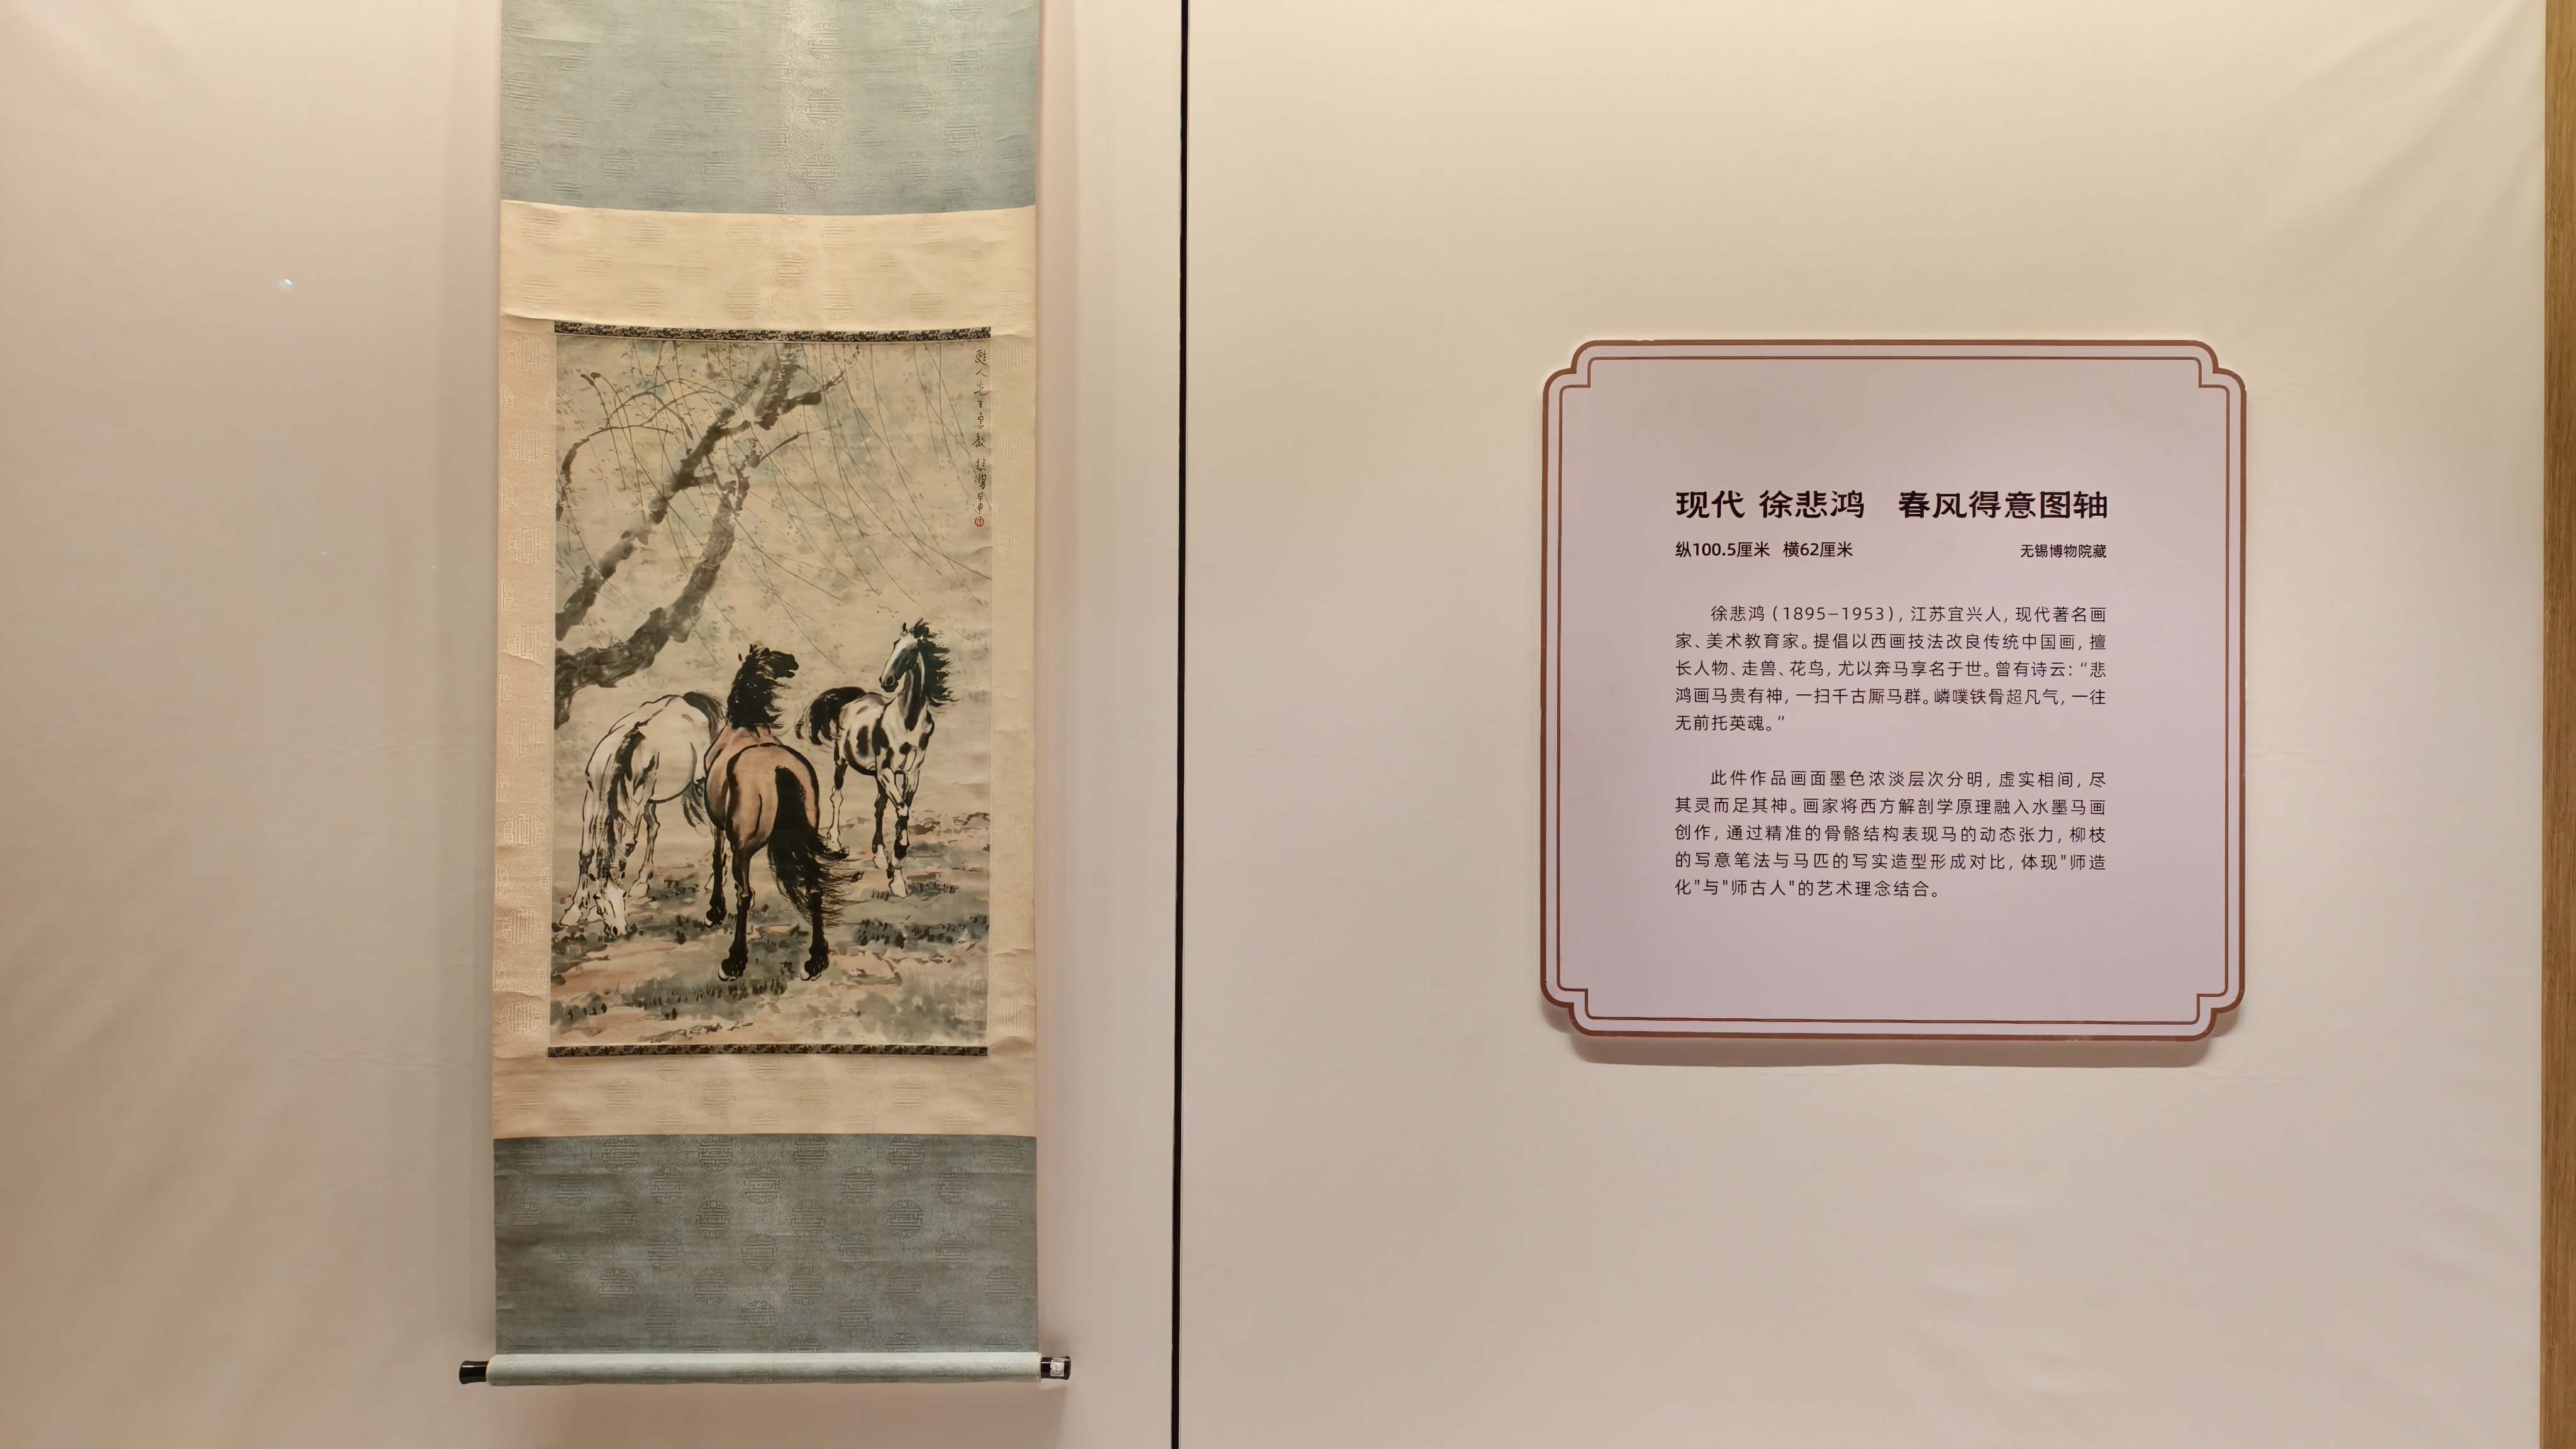 悲鴻甲申
现代 徐悲鸿 春风得意图轴
纵100.5厘米 横62厘米 无锡博物院藏
徐悲鸿（1895-1953），江苏宜兴人，现代著名画
家、美术教育家。提倡以西画技法改良传统中国画，擅
长人物、走兽、花鸟，尤以奔马享名于世。曾有诗云：“悲
鸿画马贵有神，一扫千古厮马群。嶙噗铁骨超凡气，一往
无前托英魂。”
此件作品画面墨色浓淡层次分明，虚实相间，尽
其灵而足其神。画家将西方解剖学原理融入水墨马画
创作，通过精准的骨骼结构表现马的动态张力，柳枝
的写意笔法与马匹的写实造型形成对比，体现"师造
化"与"师古人"的艺术理念结合。